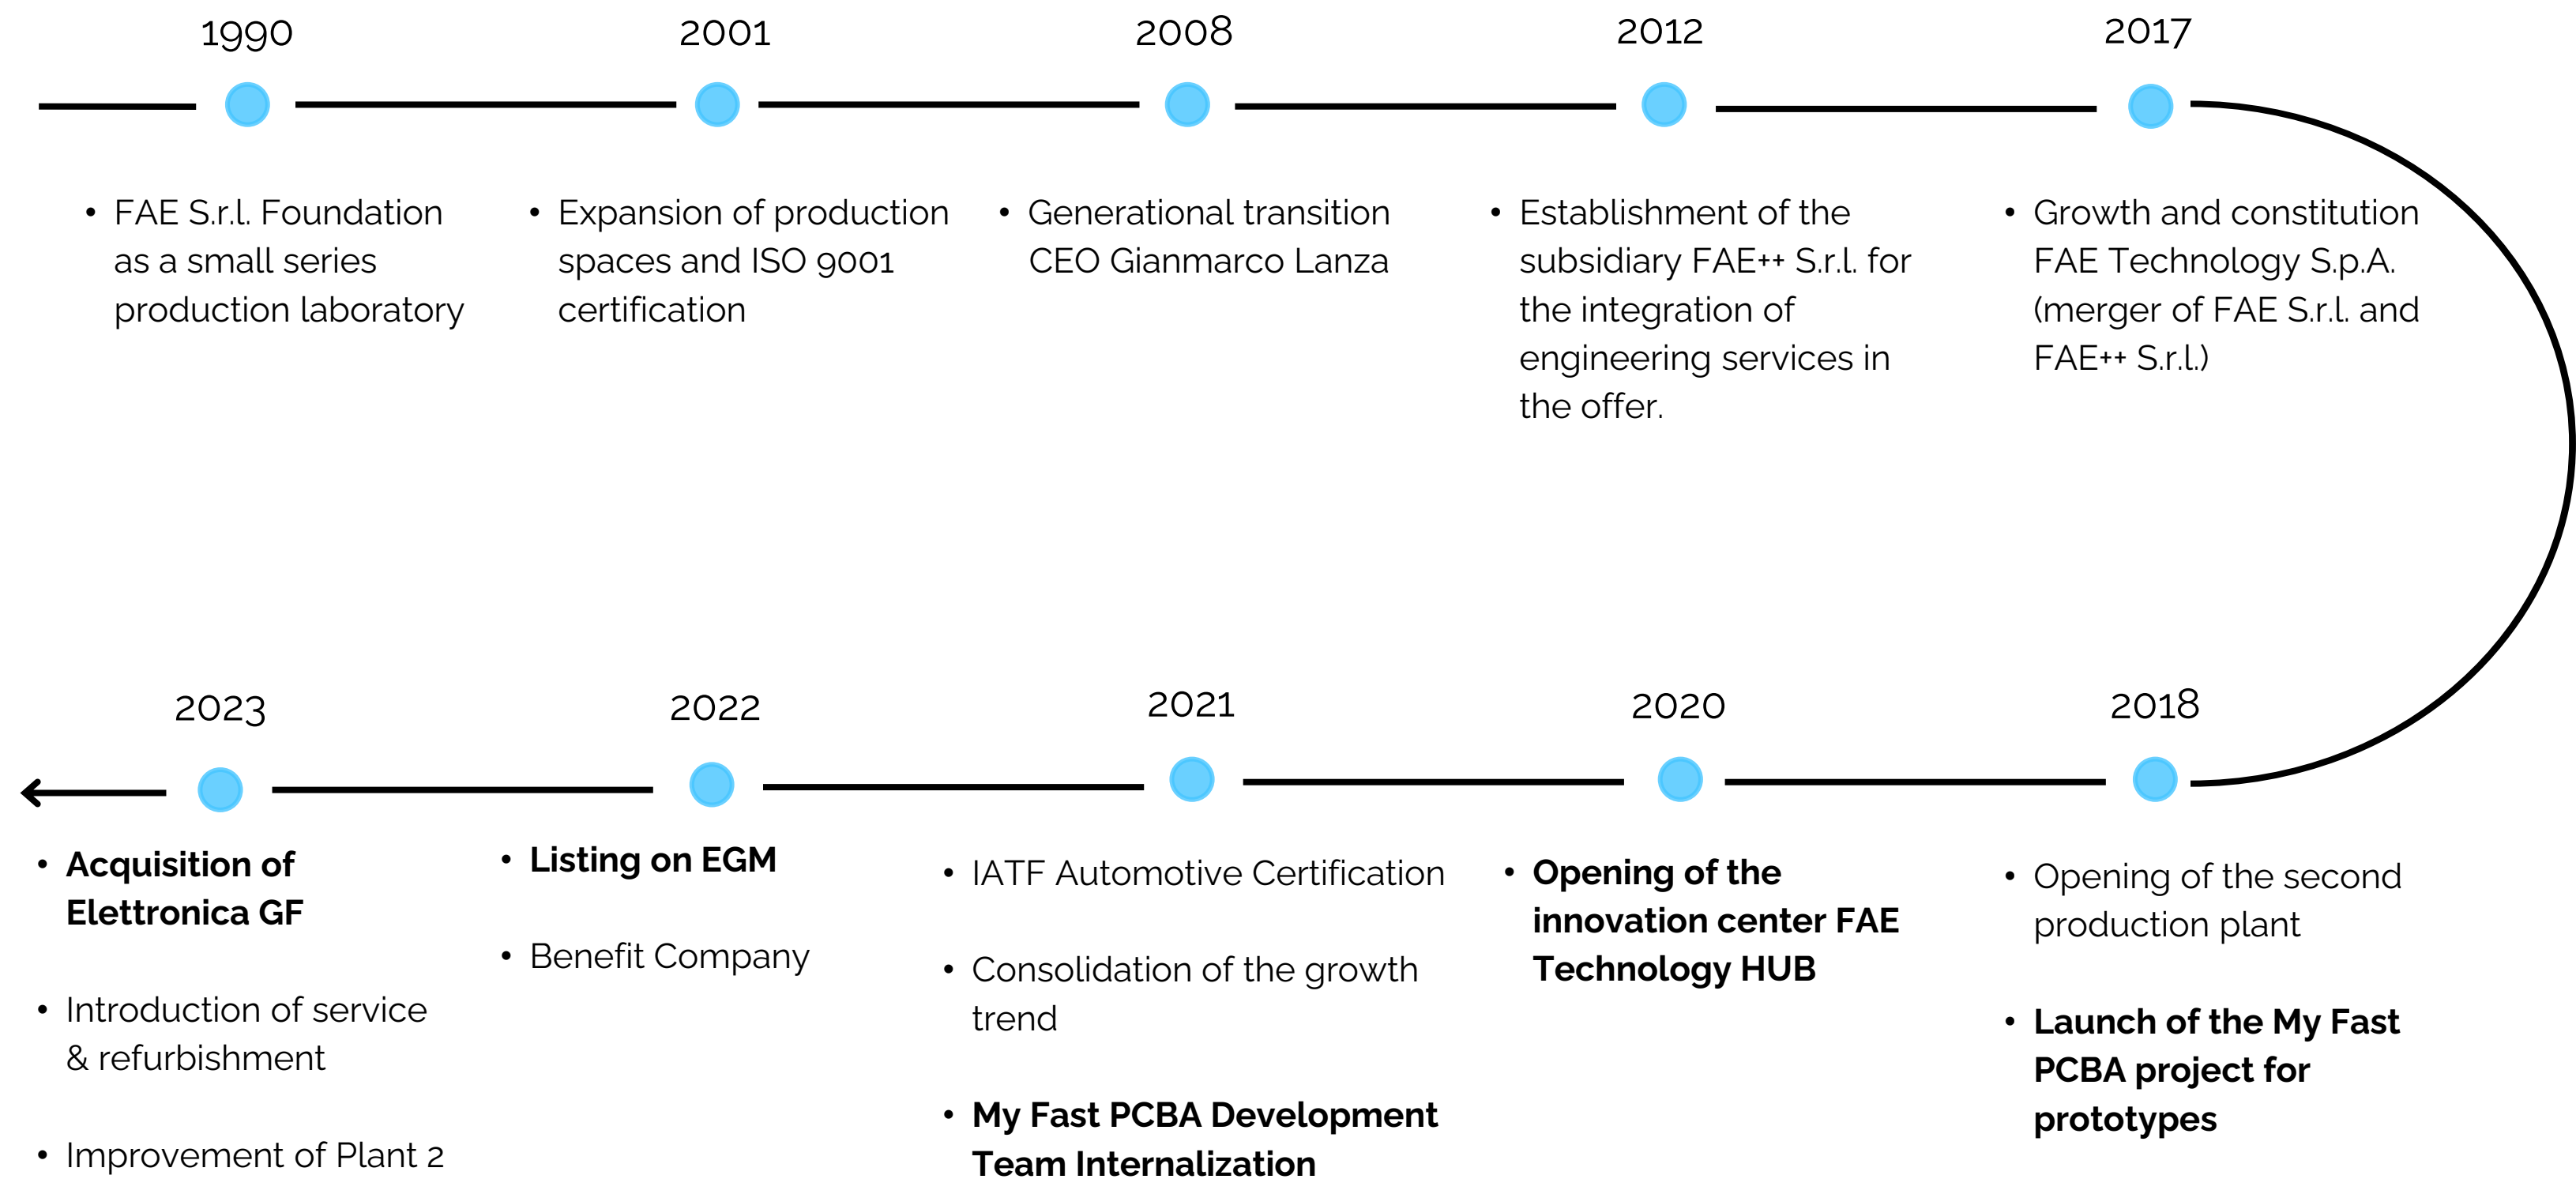 1990
• FAE S.r.l. Foundation
as a small series
production laboratory
2001
• Expansion of production
spaces and ISO 9001
certification
2008
• Generational transition
CEO Gianmarco Lanza
2012
• Establishment of the
subsidiary FAE++ S.r.l. for
the integration of
engineering services in
the offer.
2017
• Growth and constitution
FAE Technology S.p.A.
(merger of FAE S.r.l. and
FAE++ S.r.l.)
2018
• Opening of the second
production plant
• Launch of the My Fast
PCBA project for
prototypes
2020
• Opening of the
innovation center FAE
Technology HUB
2021
• IATF Automotive Certification
• Consolidation of the growth
trend
• My Fast PCBA Development
Team Internalization
2022
• Listing on EGM
• Benefit Company
2023
• Acquisition of
Elettronica GF
• Introduction of service
& refurbishment
• Improvement of Plant 2